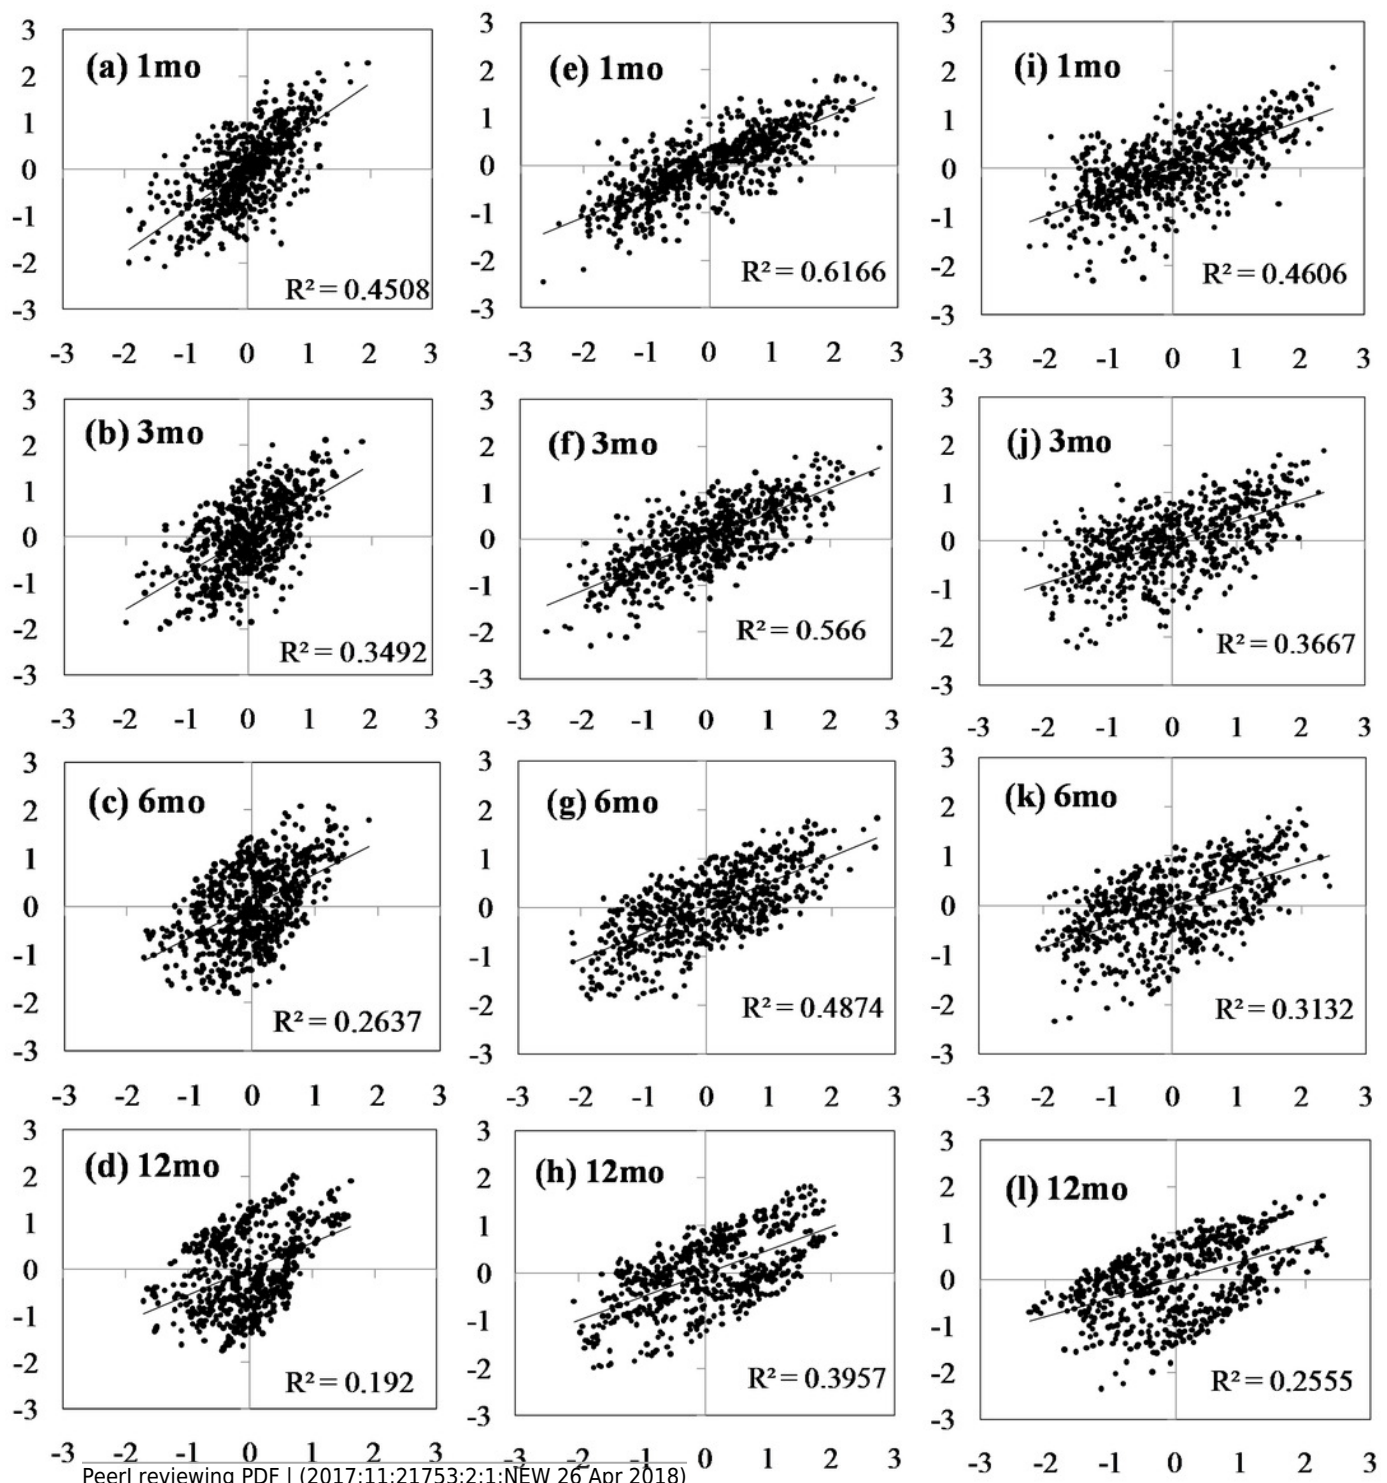 3 3 3
(a) 1mo (e) 1mo (i) 1mo
2 2 2
1 1 1
0 0 0
-1 -1 -1
-2 -2 -2
R² = 0.4508 R² = 0.6166 R² = 0.4606
-3 -3 -3
-3 -2 -1 0 1 2 3 -3 -2 -1 0 1 2 3 -3 -2 -1 0 1 2 3
3 3 3
(b) 3mo (f) 3mo (j) 3mo
2 2 2
1 1 1
0 0 0
-1 -1 -1
-2 -2 -2
R² = 0.3492 R² = 0.566 R² = 0.3667
-3 -3 -3
-3 -2 -1 0 1 2 3 -3 -2 -1 0 1 2 3 -3 -2 -1 0 1 2 3
3 3 3
(c) 6mo (g) 6mo (k) 6mo
2 2 2
1 1 1
0 0 0
-1 -1 -1
-2 -2 -2
R² = 0.2637 R² = 0.4874 R² = 0.3132
-3 -3 -3
-3 -2 -1 0 1 2 3 -3 -2 -1 0 1 2 3 -3 -2 -1 0 1 2 3
3 3 3
(d) 12mo (h) 12mo (l) 12mo
2 2 2
1 1 1
0 0 0
-1 -1 -1
-2 -2 -2
R² = 0.192 R² = 0.3957 R² = 0.2555
-3 -3 -3
-3 -2 -1 0 1 2 3 -3 -2 -1 0 1 2 3 -3 -2 -1 0 1 2 3
PeerJ reviewing PDF | (2017:11:21753:2:1:NEW 26 Apr 2018)